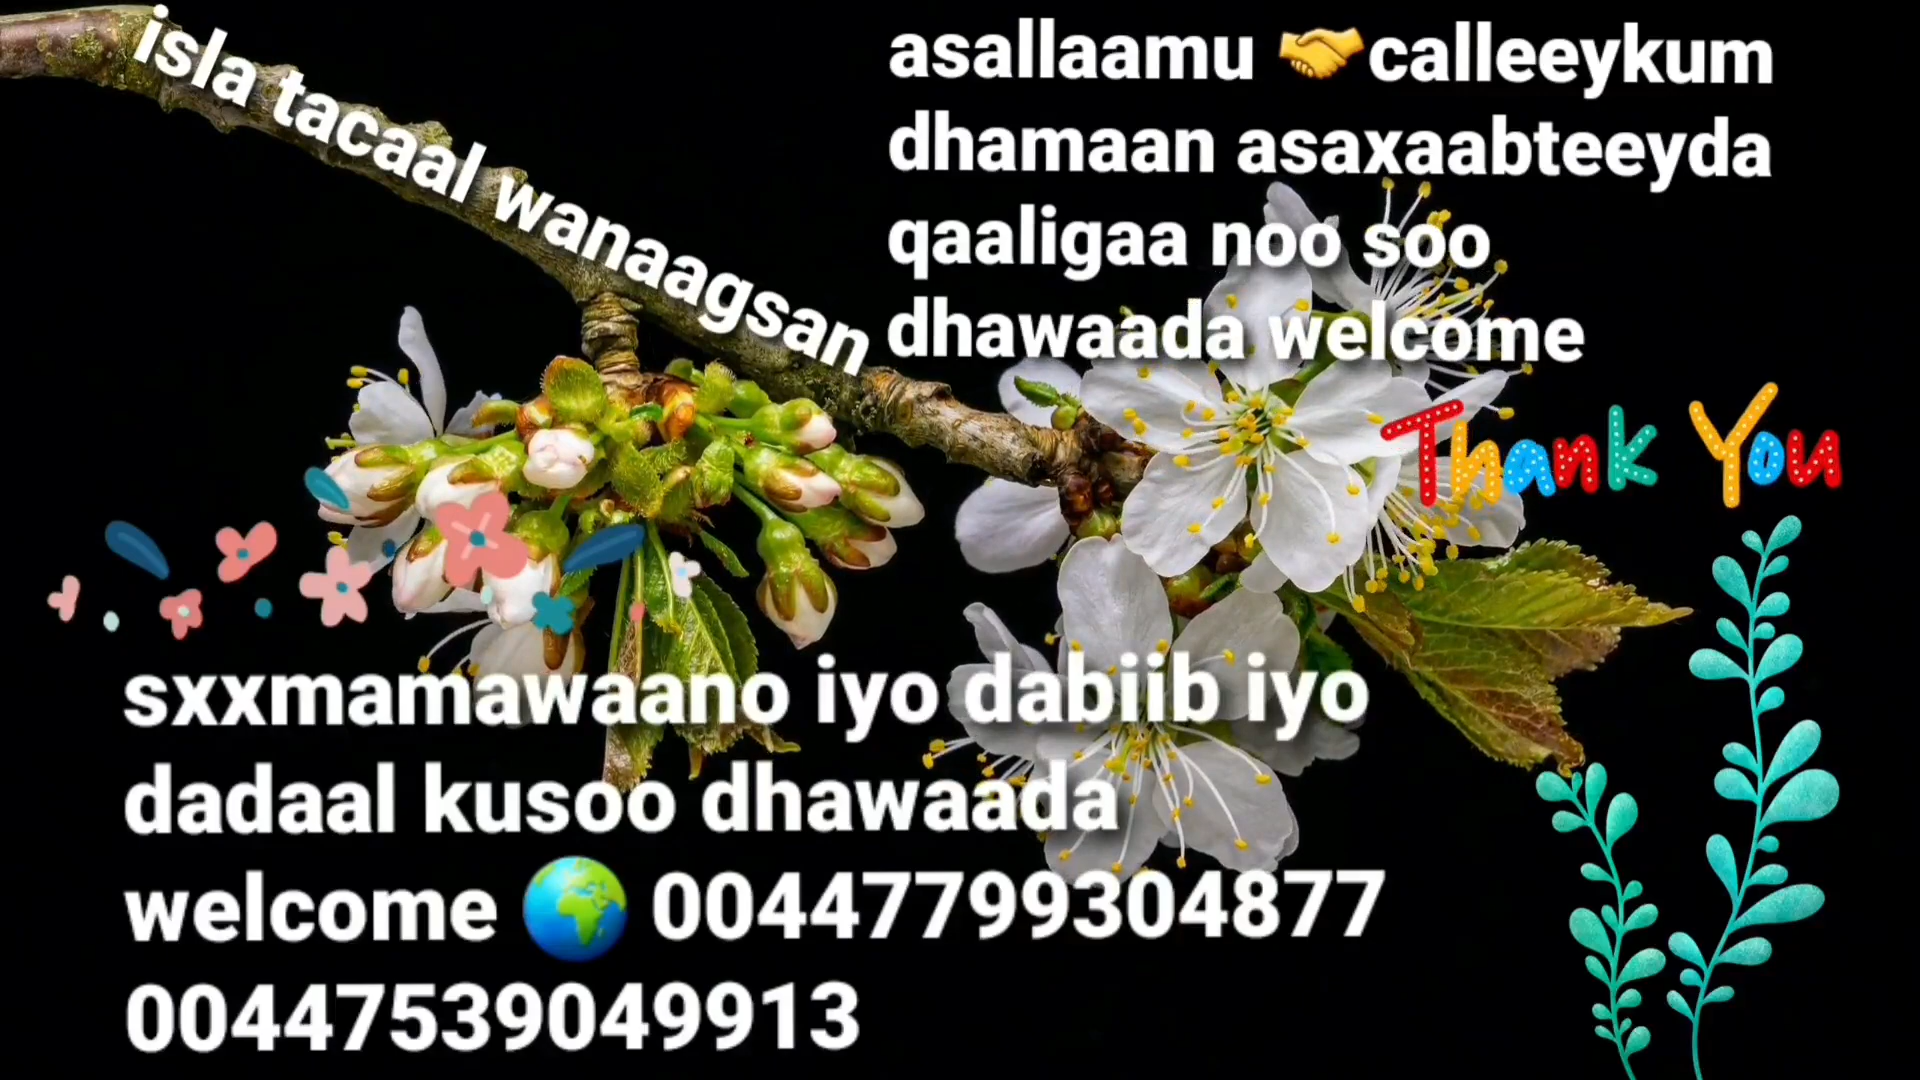 isla tacaal wanaagsan
asallaamu 🤝calleeykum
dhamaan asaxaabteeyda
qaaligaa noo soo
dhawaada welcome
Thank You
sxxmamawaano iyo dabiib iyo
dadaal kusoo dhawaada
welcome 🌍 00447799304877
00447539049913